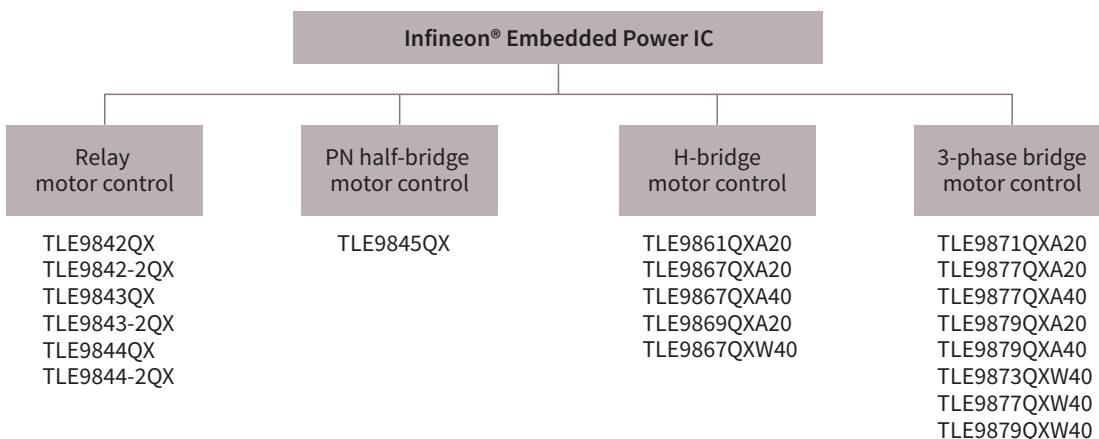 Infineon® Embedded Power IC
Relay
motor control
TLE9842QX
TLE9842-2QX
TLE9843QX
TLE9843-2QX
TLE9844QX
TLE9844-2QX
PN half-bridge
motor control
TLE9845QX
H-bridge
motor control
TLE9861QXA20
TLE9867QXA20
TLE9867QXA40
TLE9869QXA20
TLE9867QXW40
3-phase bridge
motor control
TLE9871QXA20
TLE9877QXA20
TLE9877QXA40
TLE9879QXA20
TLE9879QXA40
TLE9873QXW40
TLE9877QXW40
TLE9879QXW40